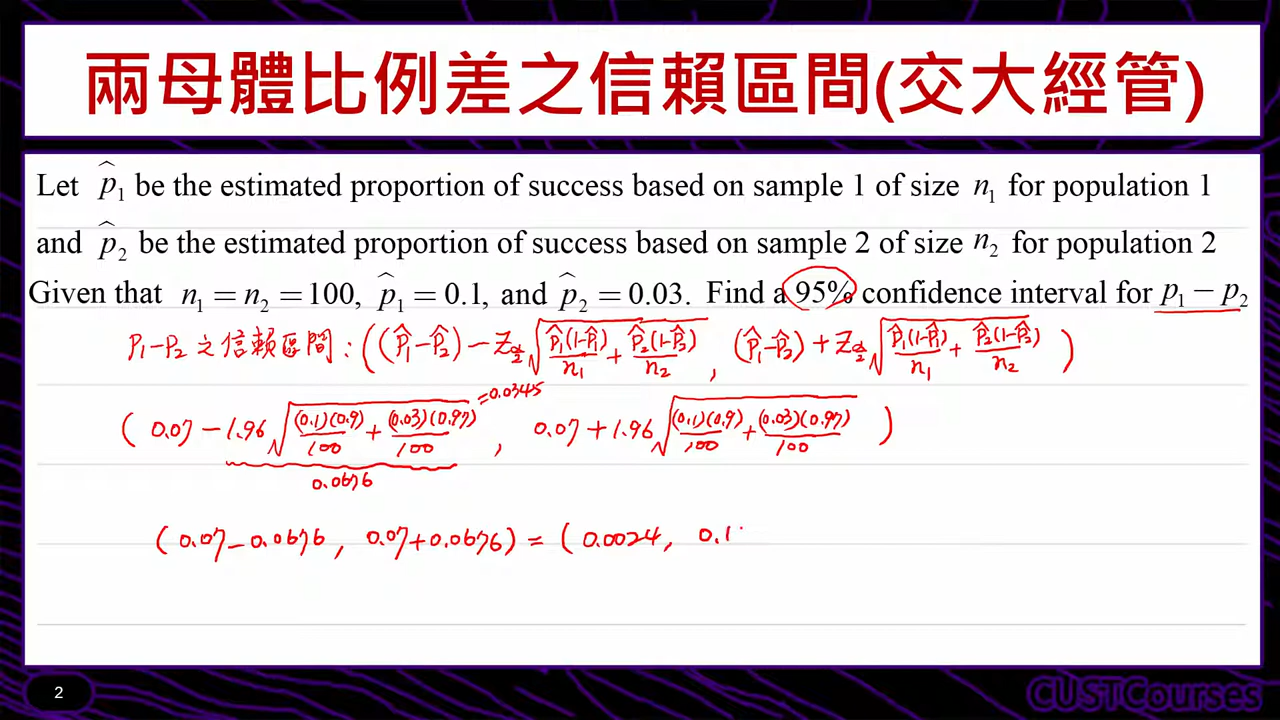 兩母體比例差之信賴區間(交大經管)
Let p̂₁ be the estimated proportion of success based on sample 1 of size n₁ for population 1
and p̂₂ be the estimated proportion of success based on sample 2 of size n₂ for population 2
Given that n₁ = n₂ = 100, p̂₁ = 0.1, and p̂₂ = 0.03. Find a 95% confidence interval for p₁ − p₂
P₁−P₂ 之信賴區間 : ((p̂₁−p̂₂) − Z_{α/2} √(p̂₁(1−p̂₁)/n₁ + p̂₂(1−p̂₂)/n₂) , (p̂₁−p̂₂) + Z_{α/2} √(p̂₁(1−p̂₁)/n₁ + p̂₂(1−p̂₂)/n₂) )
=0.0345
( 0.07 − 1.96 √((0.1)(0.9)/100 + (0.03)(0.97)/100) , 0.07 + 1.96 √((0.1)(0.9)/100 + (0.03)(0.97)/100) )
0.0676
( 0.07 − 0.0676 , 0.07 + 0.0676 ) = ( 0.0024 , 0.1
2
CUSTCourses